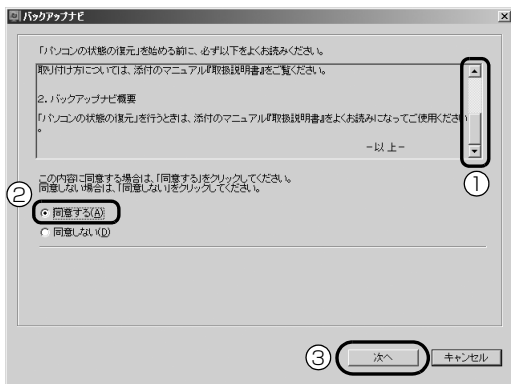 バックアップナビ
「パソコンの状態の復元」を始める前に、必ず以下をよくお読みください。
取り付け方については、添付のマニュアル『取扱説明書』をご覧ください。
2. バックアップナビ概要
「パソコンの状態の復元」を行うときは、添付のマニュアル『取扱説明書』をよくお読みになってご使用ください
。
－以 上－
①
この内容に同意する場合は、「同意する」をクリックしてください。
同意しない場合は、「同意しない」をクリックしてください。
②
同意する(A)
同意しない(D)
③
次へ
キャンセル